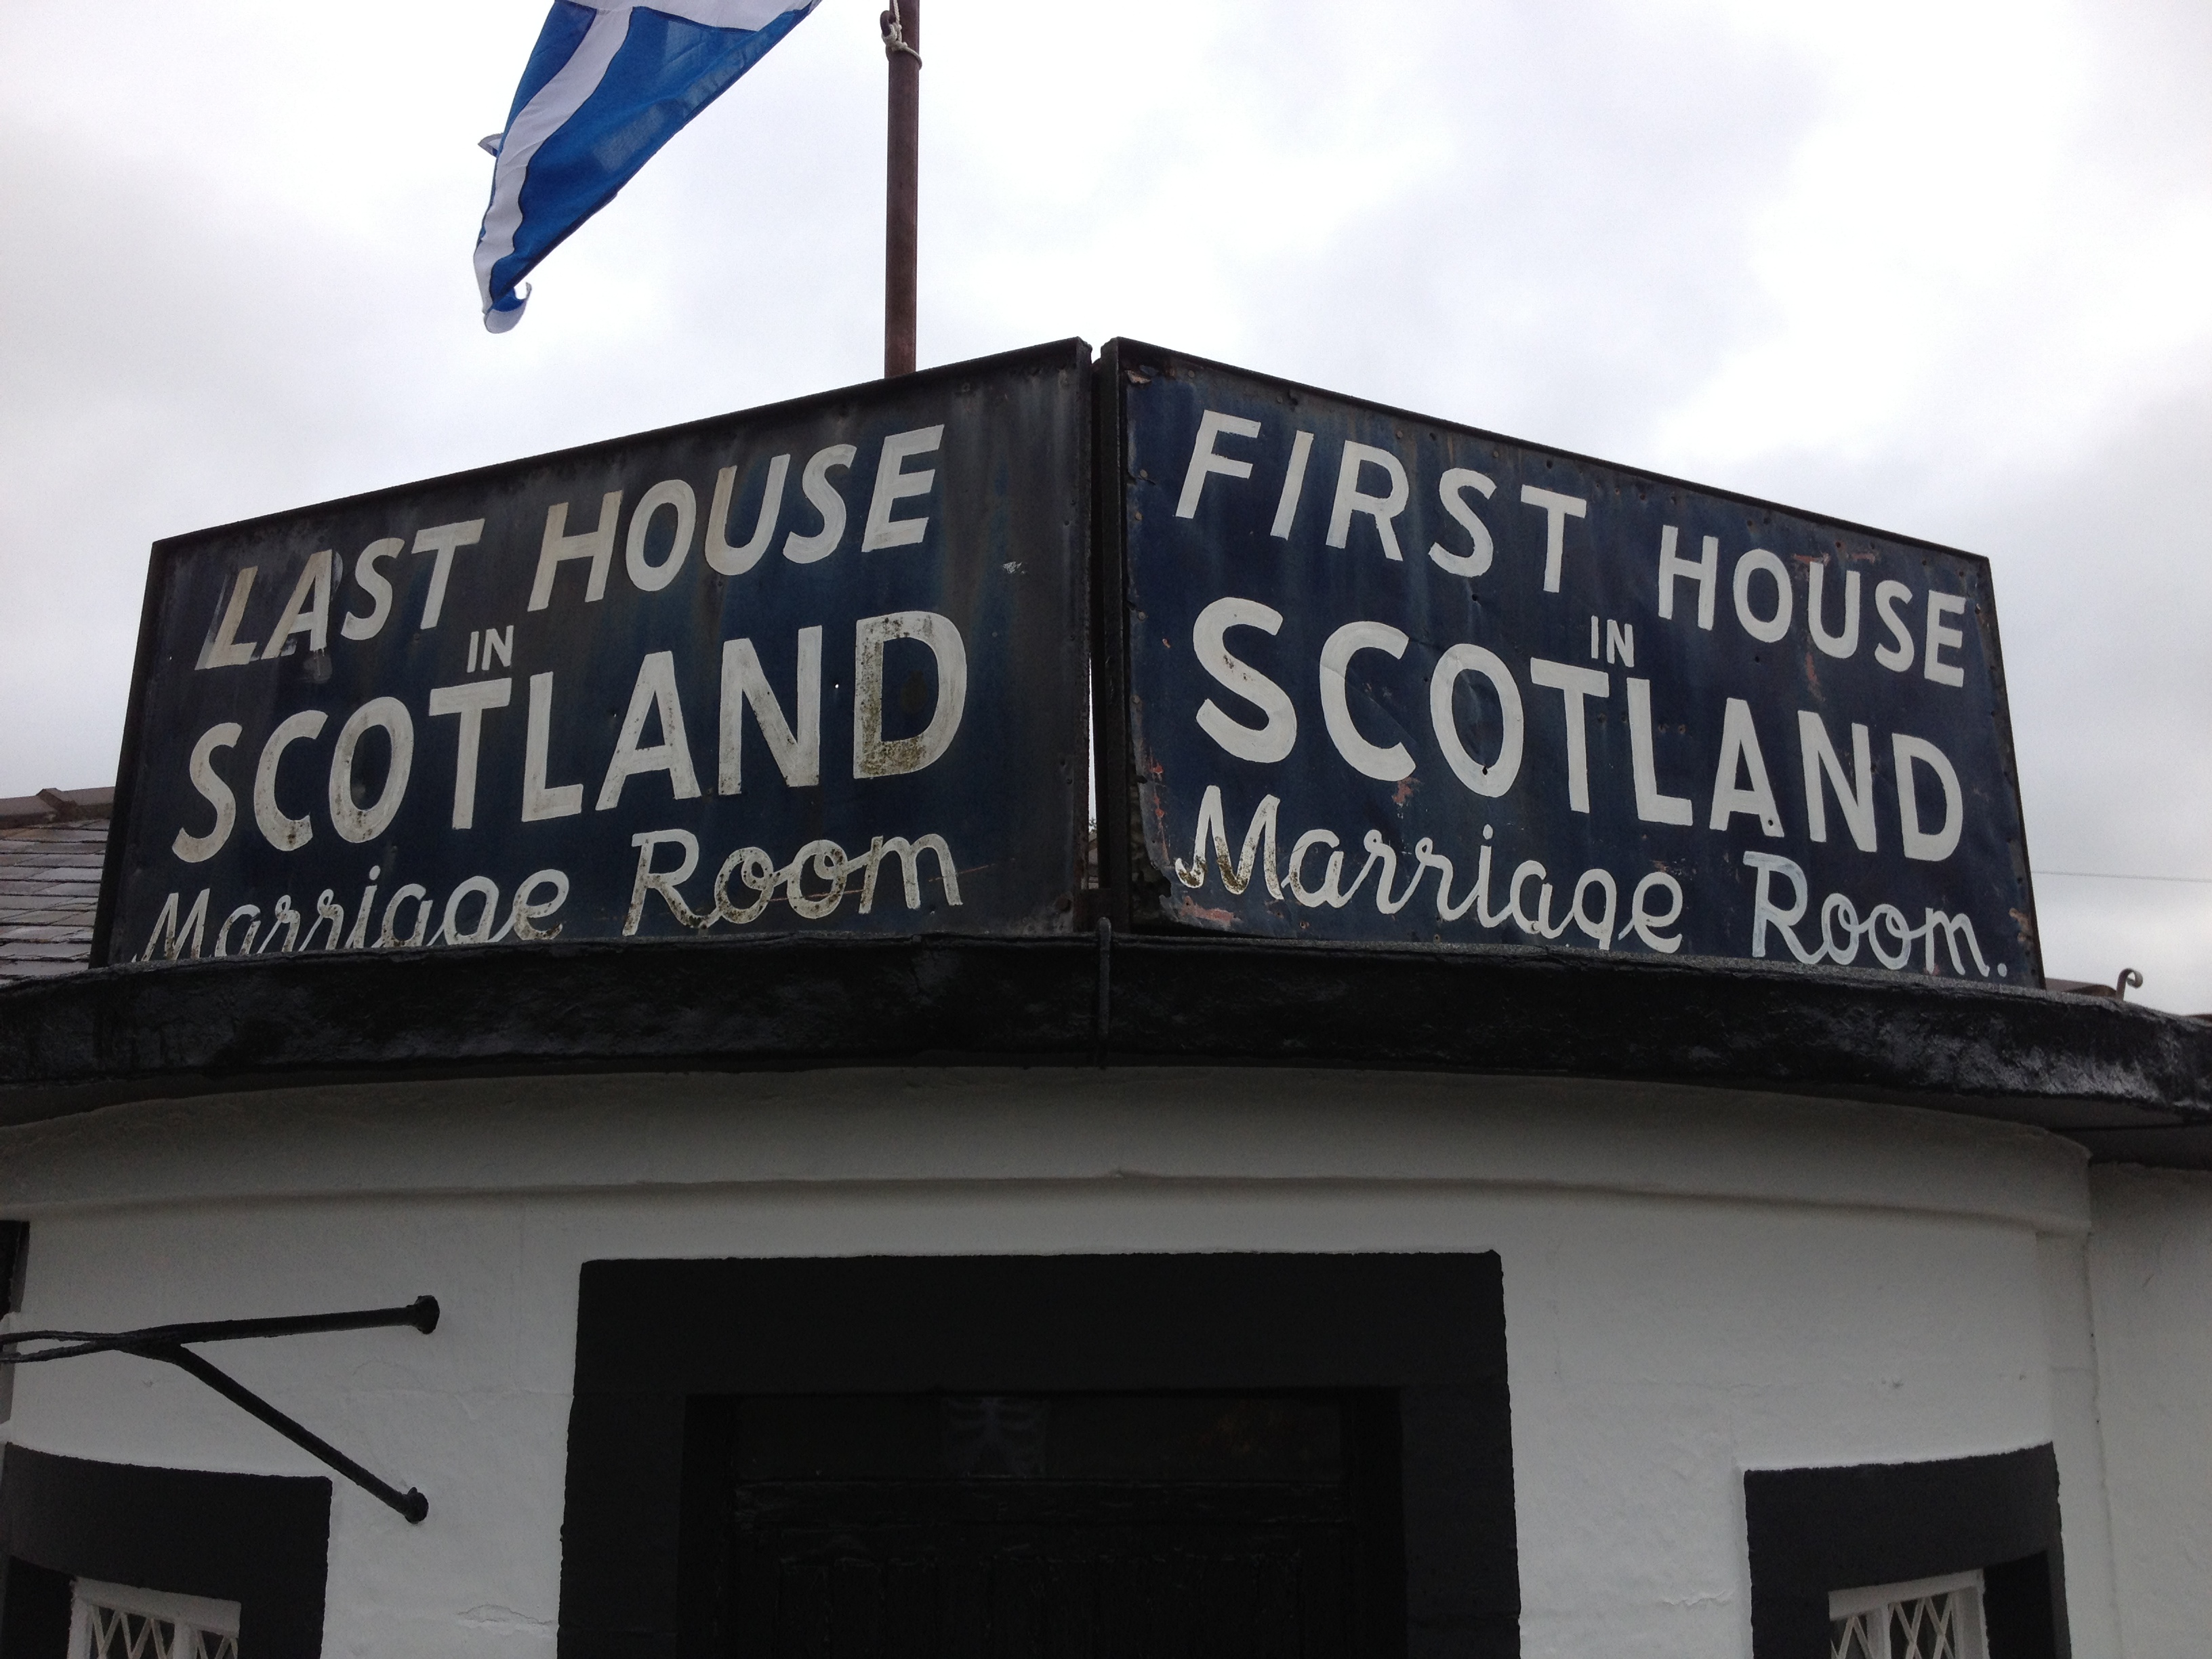 LAST HOUSE
IN
SCOTLAND
Marriage Room
FIRST HOUSE
IN
SCOTLAND
Marriage Room.